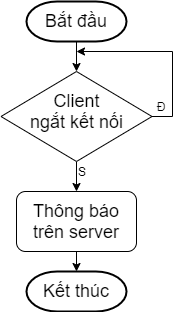 Bắt đầu
Client
ngắt kết nối
Đ
S
Thông báo
trên server
Kết thúc